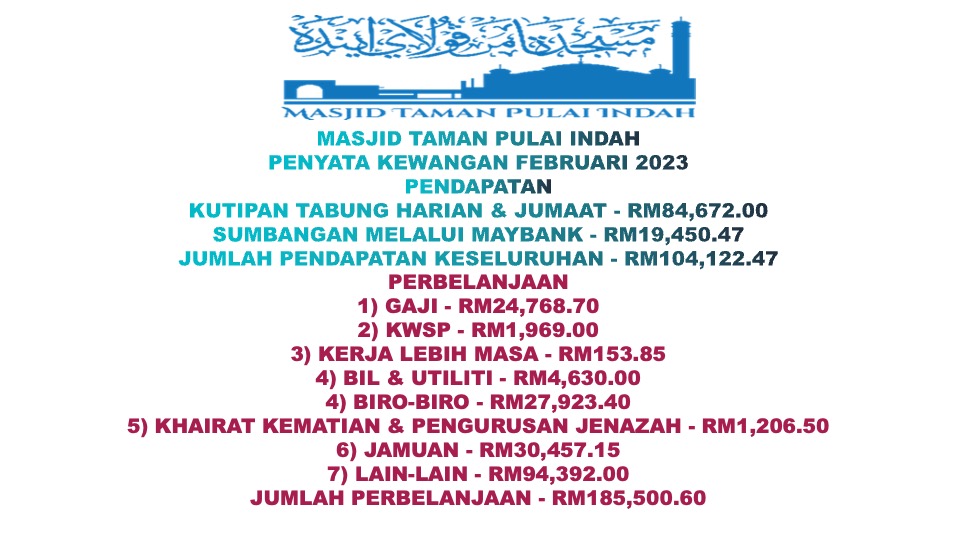 مسجد تامن ڤولاي اينده
MASJID TAMAN PULAI INDAH
MASJID TAMAN PULAI INDAH
PENYATA KEWANGAN FEBRUARI 2023
PENDAPATAN
KUTIPAN TABUNG HARIAN & JUMAAT - RM84,672.00
SUMBANGAN MELALUI MAYBANK - RM19,450.47
JUMLAH PENDAPATAN KESELURUHAN - RM104,122.47
PERBELANJAAN
1) GAJI - RM24,768.70
2) KWSP - RM1,969.00
3) KERJA LEBIH MASA - RM153.85
4) BIL & UTILITI - RM4,630.00
4) BIRO-BIRO - RM27,923.40
5) KHAIRAT KEMATIAN & PENGURUSAN JENAZAH - RM1,206.50
6) JAMUAN - RM30,457.15
7) LAIN-LAIN - RM94,392.00
JUMLAH PERBELANJAAN - RM185,500.60